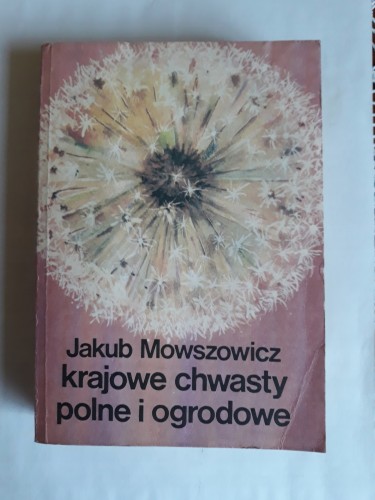 Jakub Mowszowicz
krajowe chwasty
polne i ogrodowe